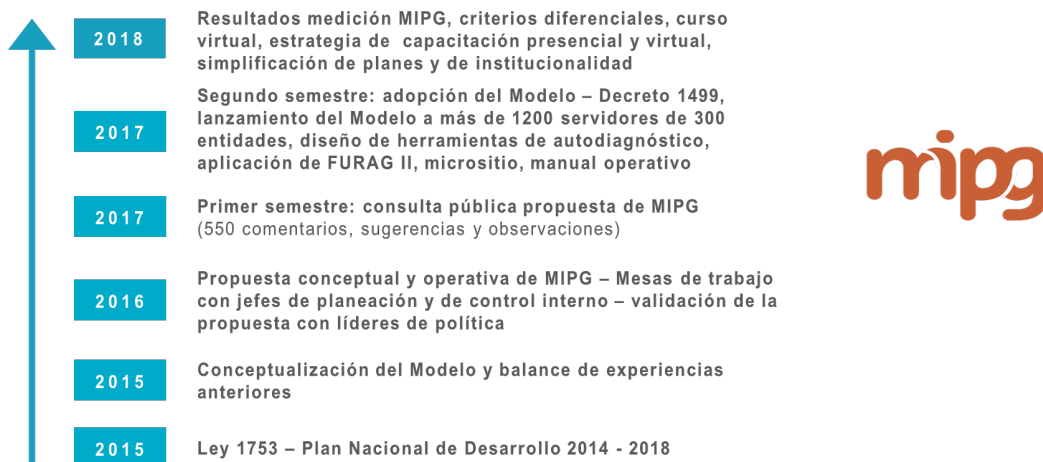 2018
Resultados medición MIPG, criterios diferenciales, curso
virtual, estrategia de capacitación presencial y virtual,
simplificación de planes y de institucionalidad
2017
Segundo semestre: adopción del Modelo – Decreto 1499,
lanzamiento del Modelo a más de 1200 servidores de 300
entidades, diseño de herramientas de autodiagnóstico,
aplicación de FURAG II, micrositio, manual operativo
2017
Primer semestre: consulta pública propuesta de MIPG
(550 comentarios, sugerencias y observaciones)
2016
Propuesta conceptual y operativa de MIPG – Mesas de trabajo
con jefes de planeación y de control interno – validación de la
propuesta con líderes de política
2015
Conceptualización del Modelo y balance de experiencias
anteriores
2015
Ley 1753 – Plan Nacional de Desarrollo 2014 - 2018
mipg